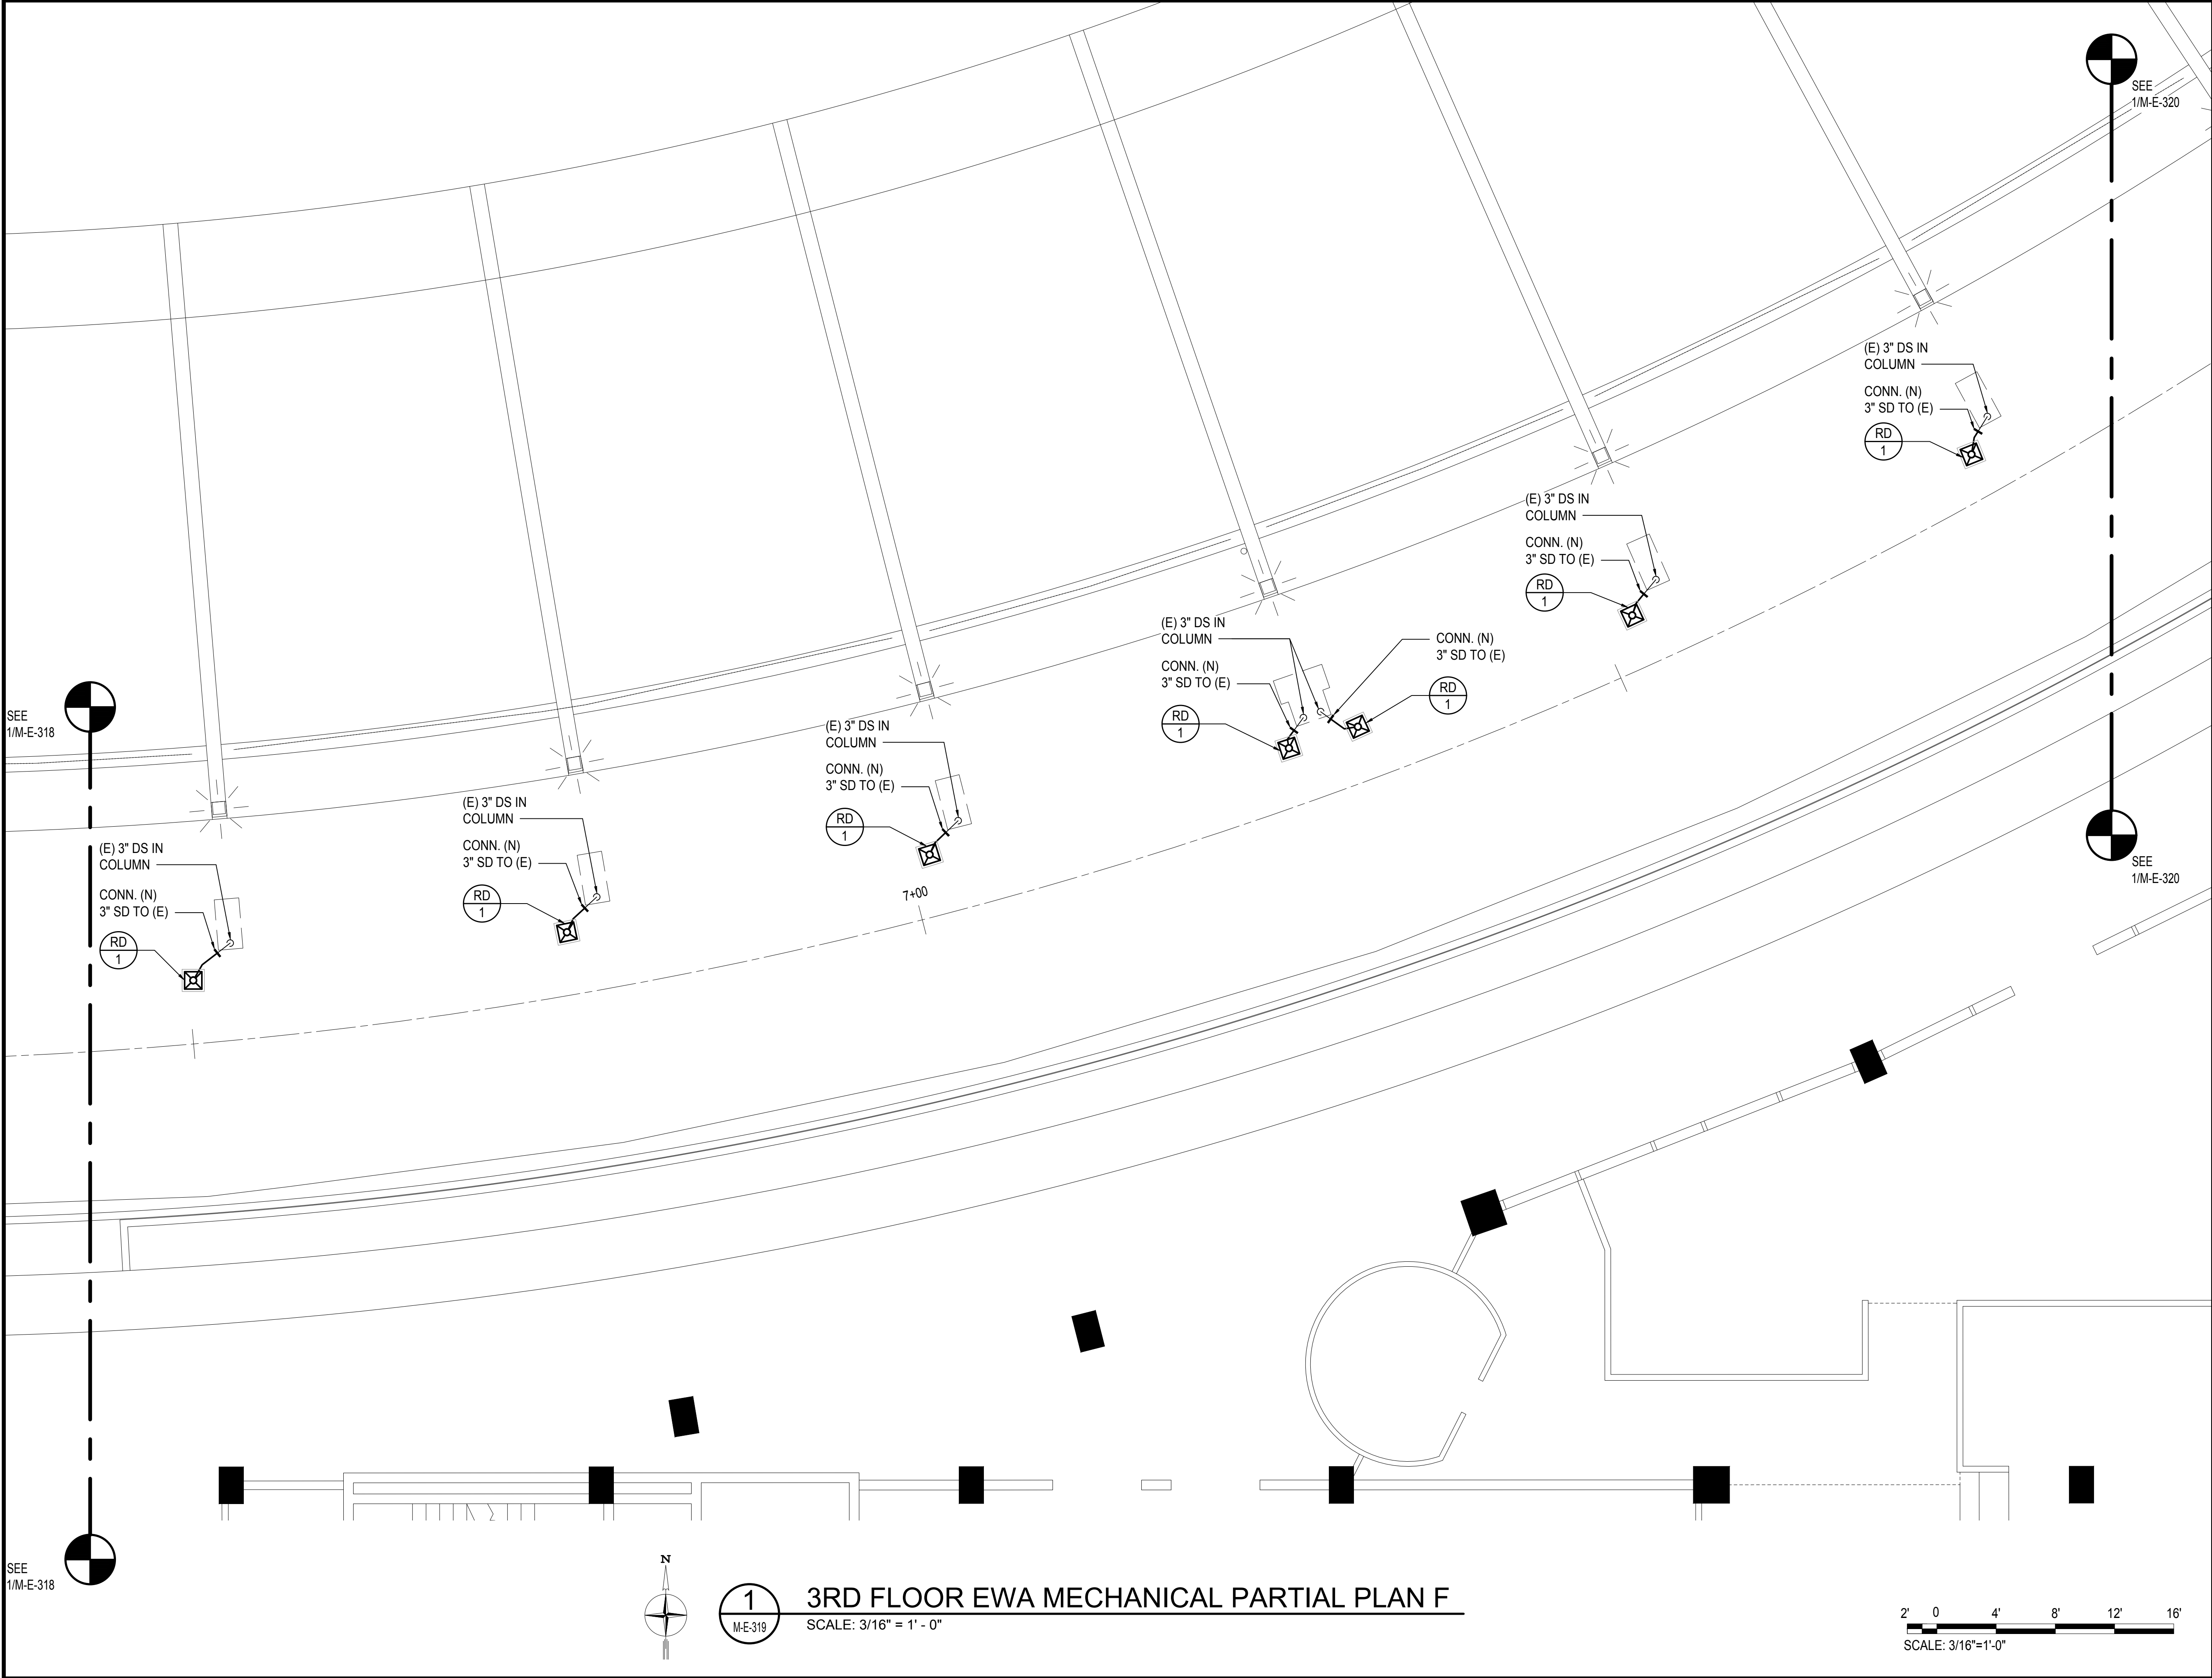 SEE
1/M-E-320
(E) 3" DS IN
COLUMN
CONN. (N)
3" SD TO (E)
RD
1
(E) 3" DS IN
COLUMN
CONN. (N)
3" SD TO (E)
RD
1
(E) 3" DS IN
COLUMN
CONN. (N)
3" SD TO (E)
RD
1
CONN. (N)
3" SD TO (E)
RD
1
SEE
1/M-E-318
(E) 3" DS IN
COLUMN
CONN. (N)
3" SD TO (E)
RD
1
(E) 3" DS IN
COLUMN
CONN. (N)
3" SD TO (E)
RD
1
(E) 3" DS IN
COLUMN
CONN. (N)
3" SD TO (E)
RD
1
7+00
SEE
1/M-E-320
SEE
1/M-E-318
N
1
M-E-319
3RD FLOOR EWA MECHANICAL PARTIAL PLAN F
SCALE: 3/16" = 1' - 0"
2' 0 4' 8' 12' 16'
SCALE: 3/16"=1'-0"